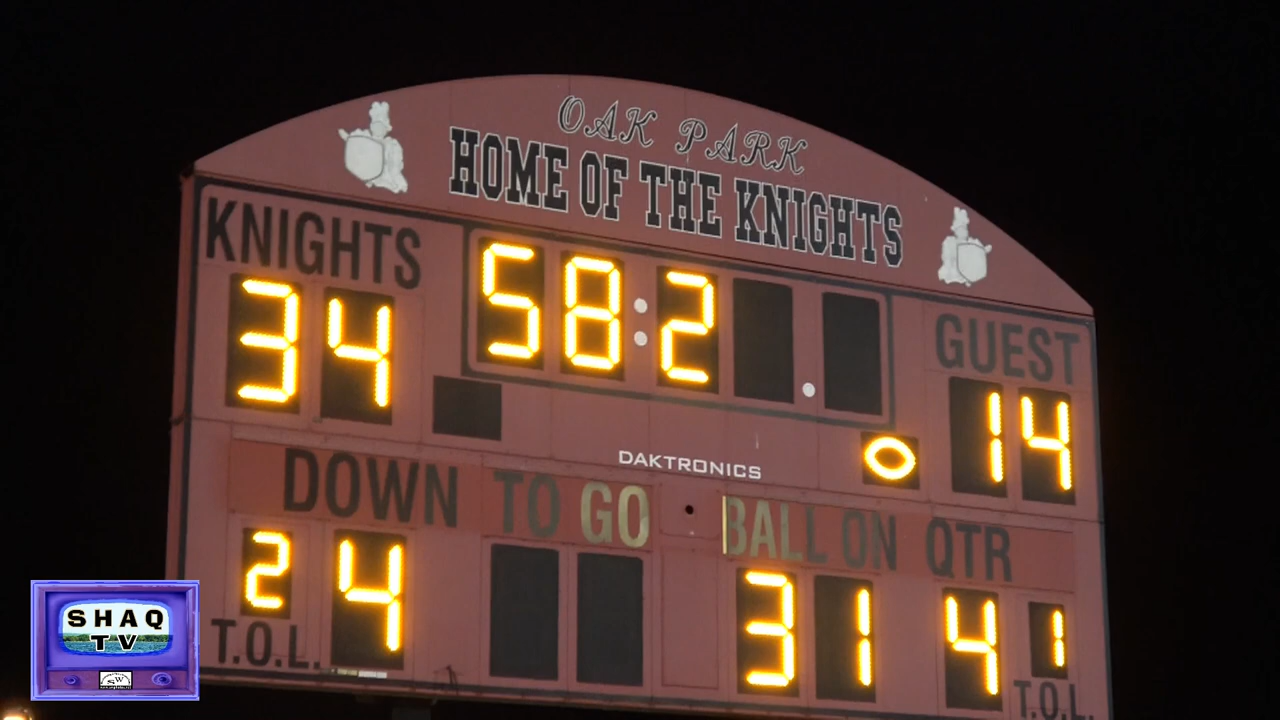 OAK PARK
HOME OF THE KNIGHTS
KNIGHTS
58:2
GUEST
34
14
DAKTRONICS
DOWN TO GO BALL ON QTR
2 4 31 4 1
T.O.L. T.O.L.
SHAQ
TV